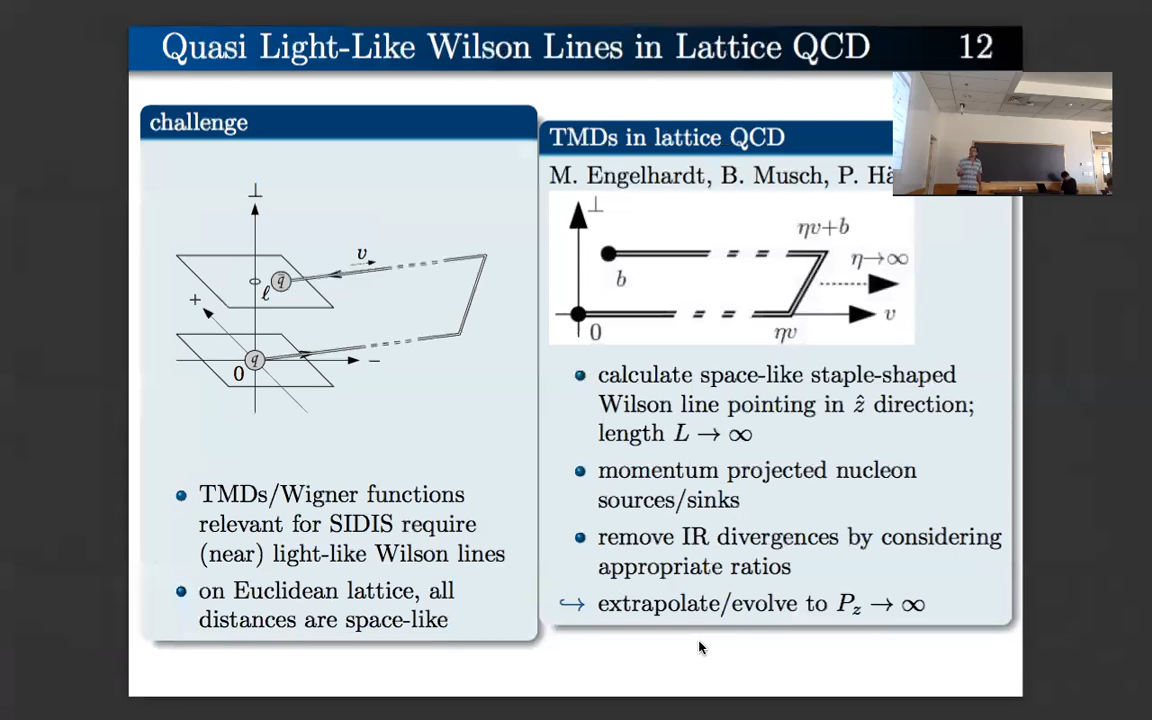 Quasi Light-Like Wilson Lines in Lattice QCD 12
challenge
⊥
v
q̄
ℓ
+
q
0
−
TMDs/Wigner functions
relevant for SIDIS require
(near) light-like Wilson lines
on Euclidean lattice, all
distances are space-like
TMDs in lattice QCD
M. Engelhardt, B. Musch, P. Hä
⊥
ηv+b
b
η→∞
v
0
ηv
calculate space-like staple-shaped
Wilson line pointing in ẑ direction;
length L → ∞
momentum projected nucleon
sources/sinks
remove IR divergences by considering
appropriate ratios
↪ extrapolate/evolve to P_z → ∞